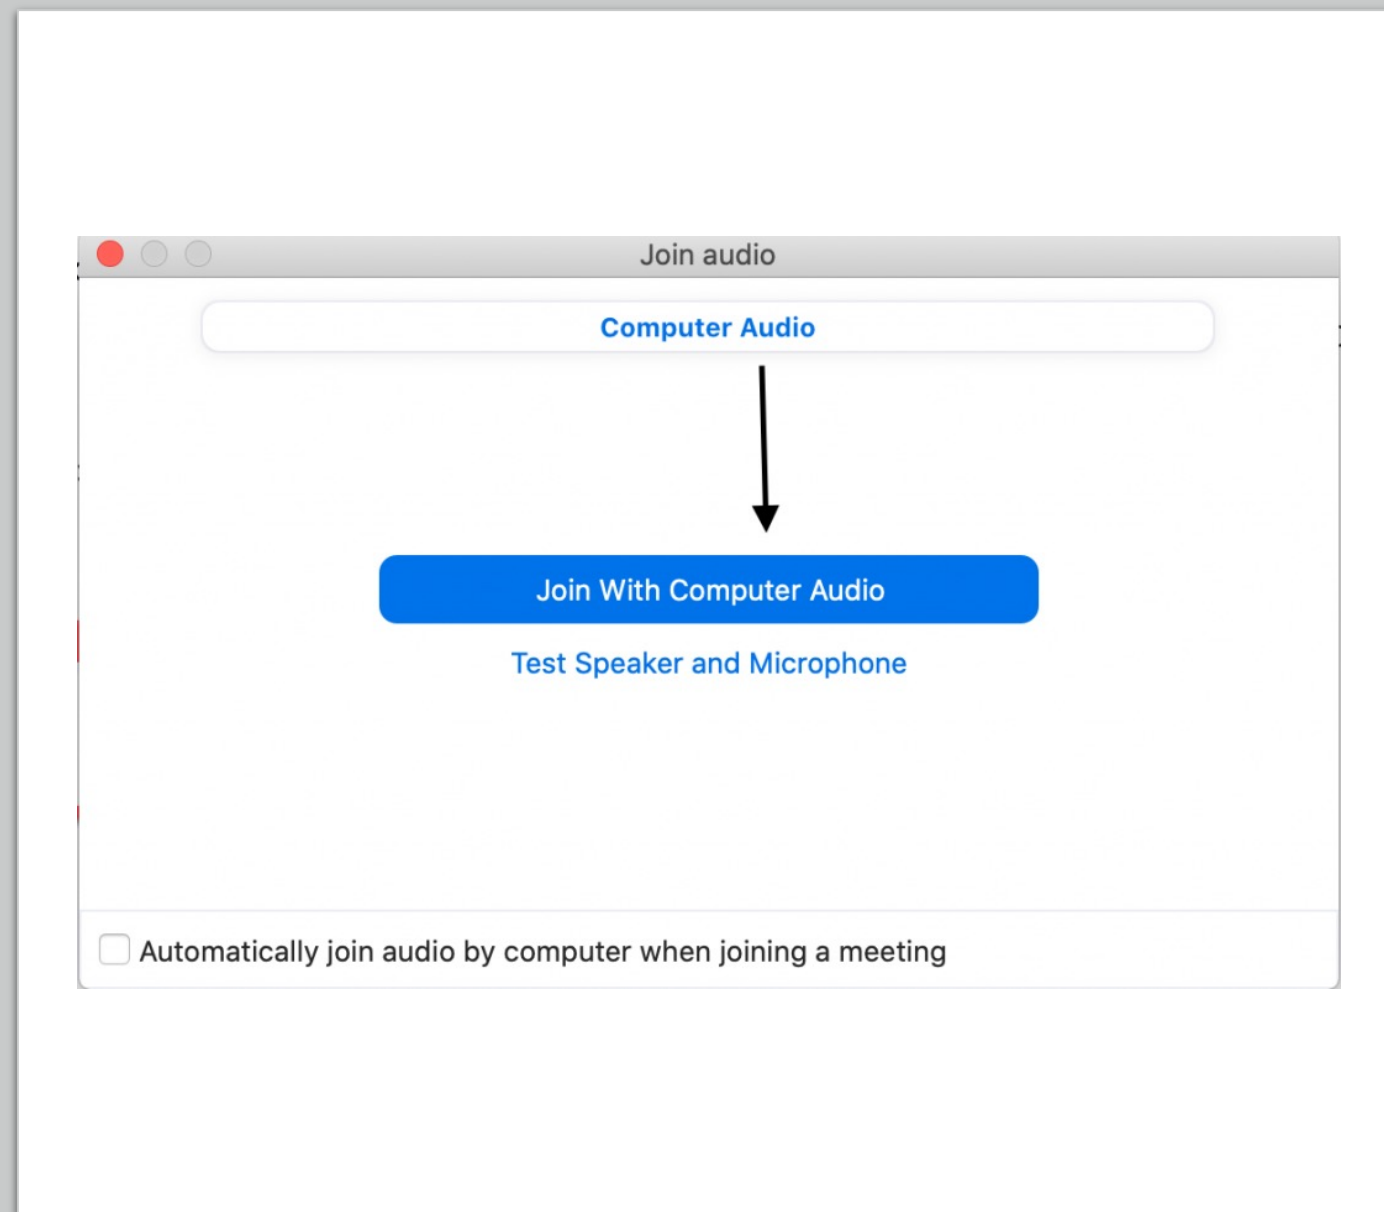 Join audio
Computer Audio
Join With Computer Audio
Test Speaker and Microphone
Automatically join audio by computer when joining a meeting